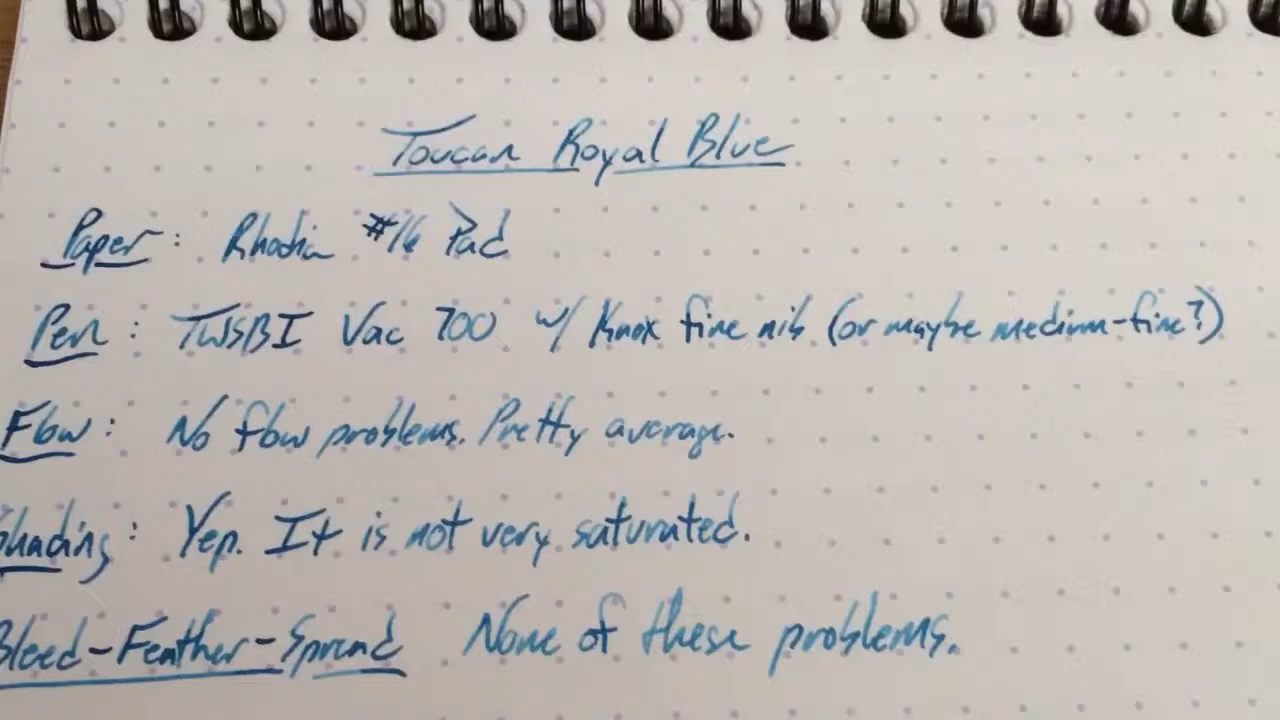 Toucan Royal Blue
Paper: Rhodia #16 Pad
Pen: TWSBI Vac 700 w/ Knox fine nib (or maybe medium-fine?)
Flow: No flow problems. Pretty average.
Shading: Yep. It is not very saturated.
Bleed-Feather-Spread None of these problems.